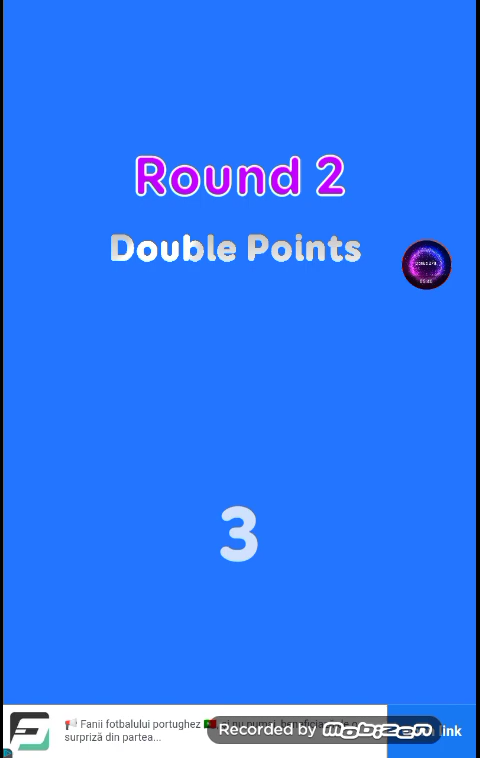 Round 2
Double Points
3
📢 Fanii fotbalului portughez 🇵🇹
surpriză din partea...
Recorded by mobizen
link